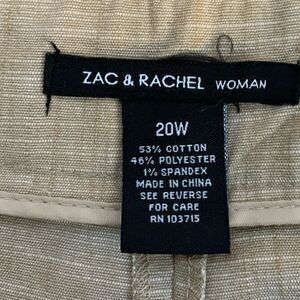 ZAC & RACHEL WOMAN
20W
53% COTTON
46% POLYESTER
1% SPANDEX
MADE IN CHINA
SEE REVERSE
FOR CARE
RN 103715